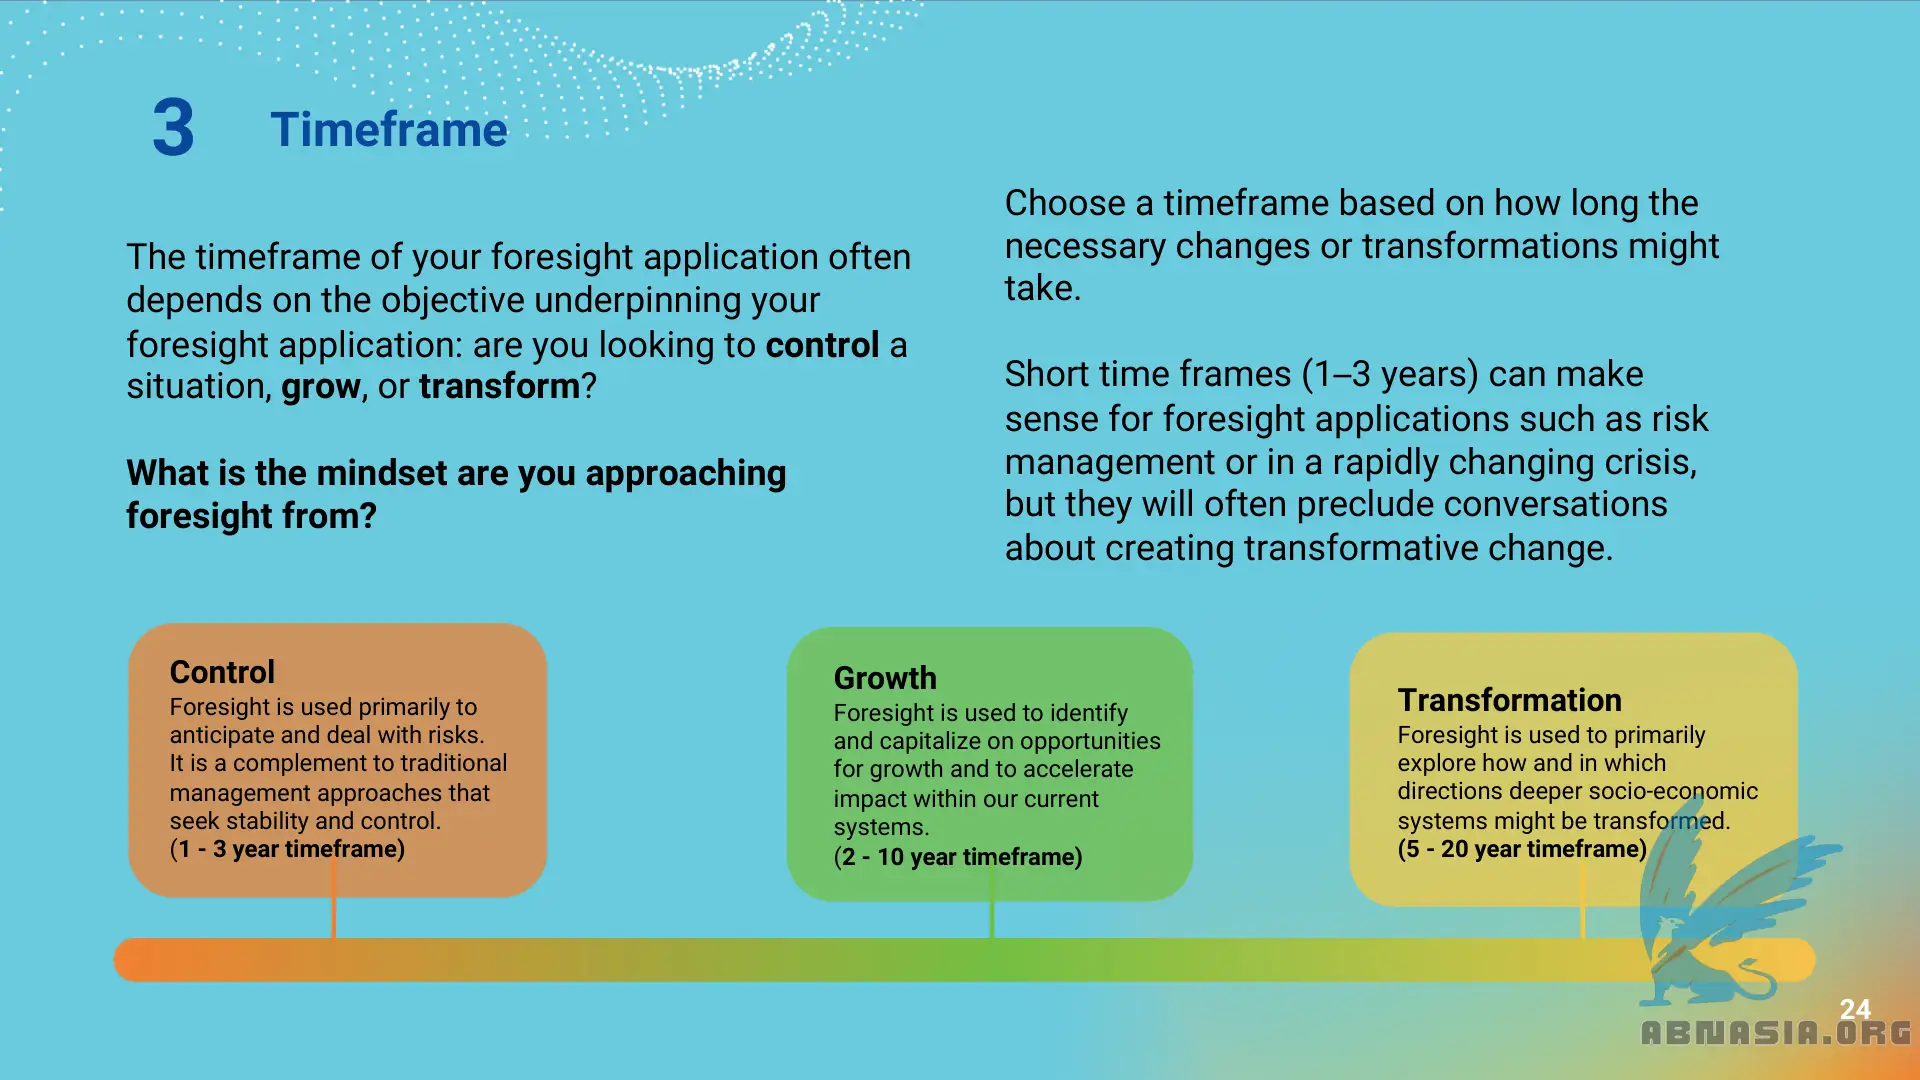 3 Timeframe
The timeframe of your foresight application often
depends on the objective underpinning your
foresight application: are you looking to control a
situation, grow, or transform?
What is the mindset are you approaching
foresight from?
Choose a timeframe based on how long the
necessary changes or transformations might
take.
Short time frames (1–3 years) can make
sense for foresight applications such as risk
management or in a rapidly changing crisis,
but they will often preclude conversations
about creating transformative change.
Control
Foresight is used primarily to
anticipate and deal with risks.
It is a complement to traditional
management approaches that
seek stability and control.
(1 - 3 year timeframe)
Growth
Foresight is used to identify
and capitalize on opportunities
for growth and to accelerate
impact within our current
systems.
(2 - 10 year timeframe)
Transformation
Foresight is used to primarily
explore how and in which
directions deeper socio-economic
systems might be transformed.
(5 - 20 year timeframe)
24
ABNASIA.ORG